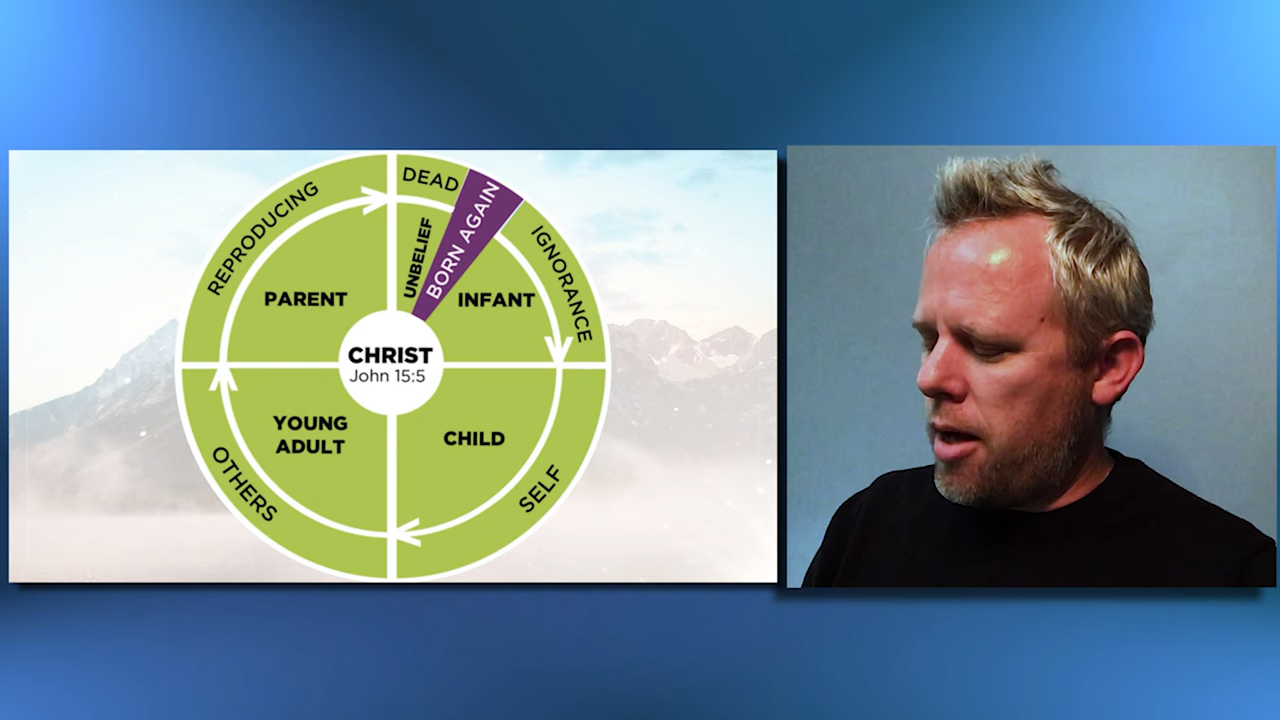 REPRODUCING
DEAD
BORN AGAIN
UNBELIEF
IGNORANCE
PARENT
INFANT
CHRIST
John 15:5
YOUNG
ADULT
CHILD
OTHERS
SELF